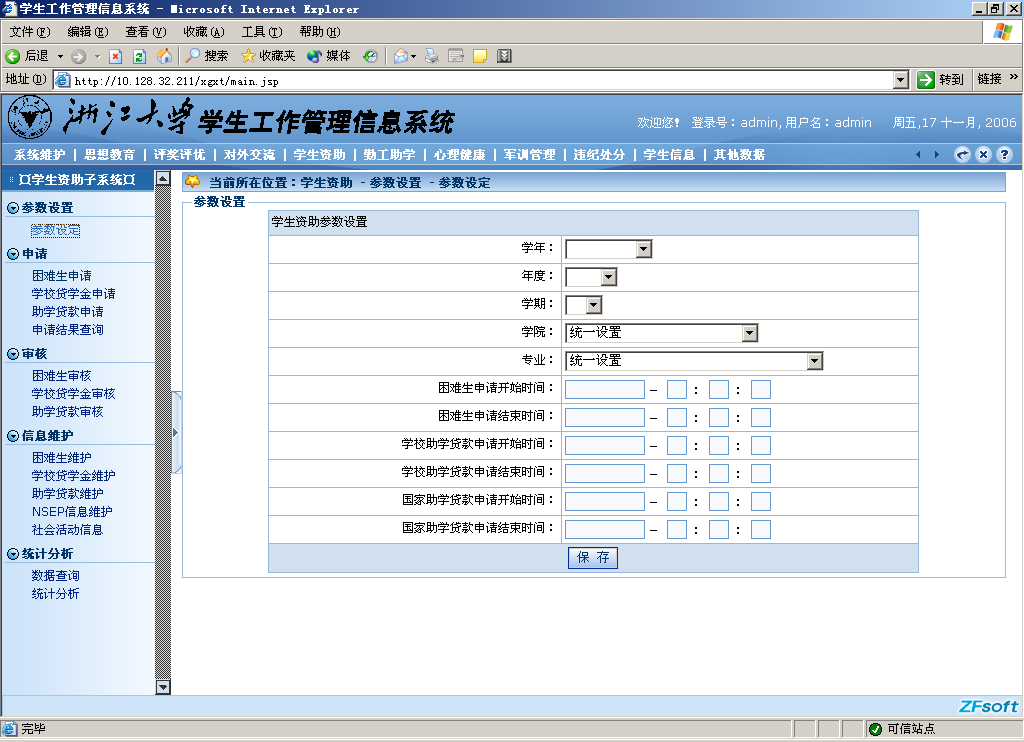 学生工作管理信息系统 - Microsoft Internet Explorer
文件(F) 编辑(E) 查看(V) 收藏(A) 工具(T) 帮助(H)
后退 搜索 收藏夹 媒体
地址(D) http://10.128.32.211/xgxt/main.jsp 转到 链接 »
浙江大学 学生工作管理信息系统
欢迎您! 登录号:admin,用户名:admin 周五,17 十一月, 2006
系统维护 | 思想教育 | 评奖评优 | 对外交流 | 学生资助 | 勤工助学 | 心理健康 | 军训管理 | 违纪处分 | 学生信息 | 其他数据
¤学生资助子系统¤
参数设置
参数设定
申请
困难生申请
学校贷学金申请
助学贷款申请
申请结果查询
审核
困难生审核
学校贷学金审核
助学贷款审核
信息维护
困难生维护
学校贷学金维护
助学贷款维护
NSEP信息维护
社会活动信息
统计分析
数据查询
统计分析
当前所在位置:学生资助 - 参数设置 - 参数设定
参数设置
学生资助参数设置
学年:
年度:
学期:
学院: 统一设置
专业: 统一设置
困难生申请开始时间: - : :
困难生申请结束时间: - : :
学校助学贷款申请开始时间: - : :
学校助学贷款申请结束时间: - : :
国家助学贷款申请开始时间: - : :
国家助学贷款申请结束时间: - : :
保 存
ZFsoft
完毕 可信站点